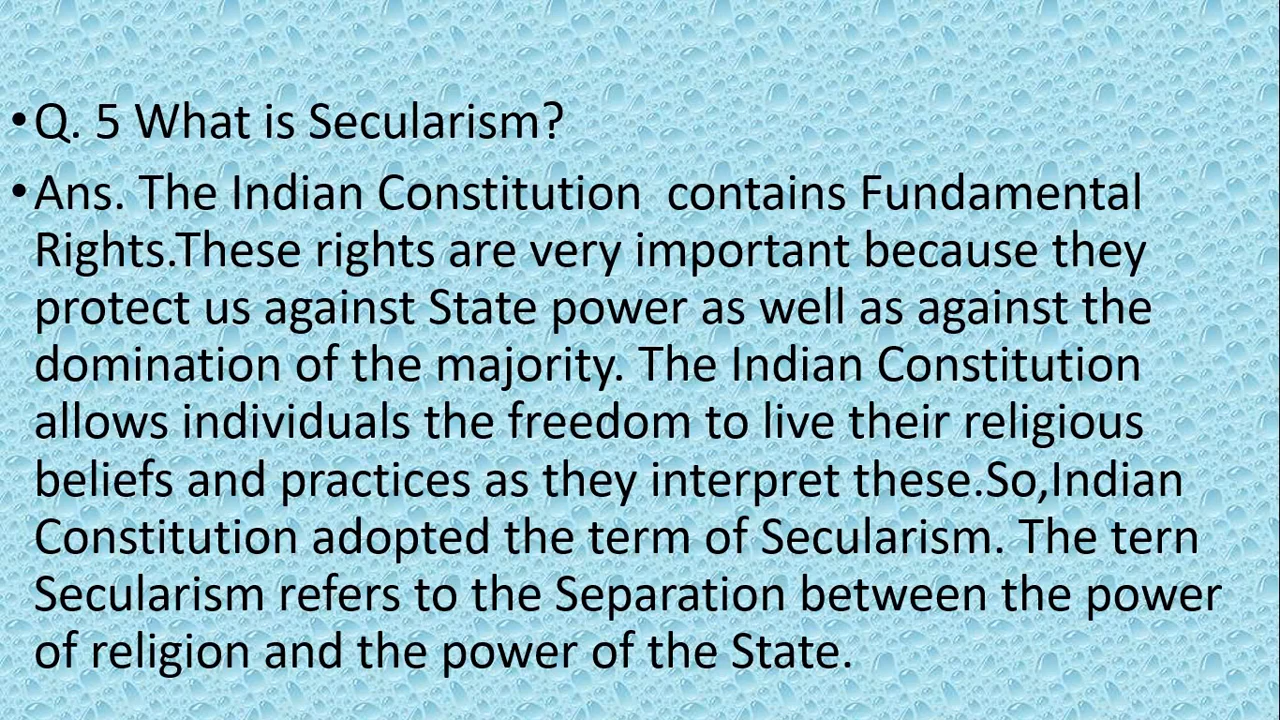 •Q. 5 What is Secularism?
•Ans. The Indian Constitution  contains Fundamental
Rights.These rights are very important because they
protect us against State power as well as against the
domination of the majority. The Indian Constitution
allows individuals the freedom to live their religious
beliefs and practices as they interpret these.So,Indian
Constitution adopted the term of Secularism. The tern
Secularism refers to the Separation between the power
of religion and the power of the State.